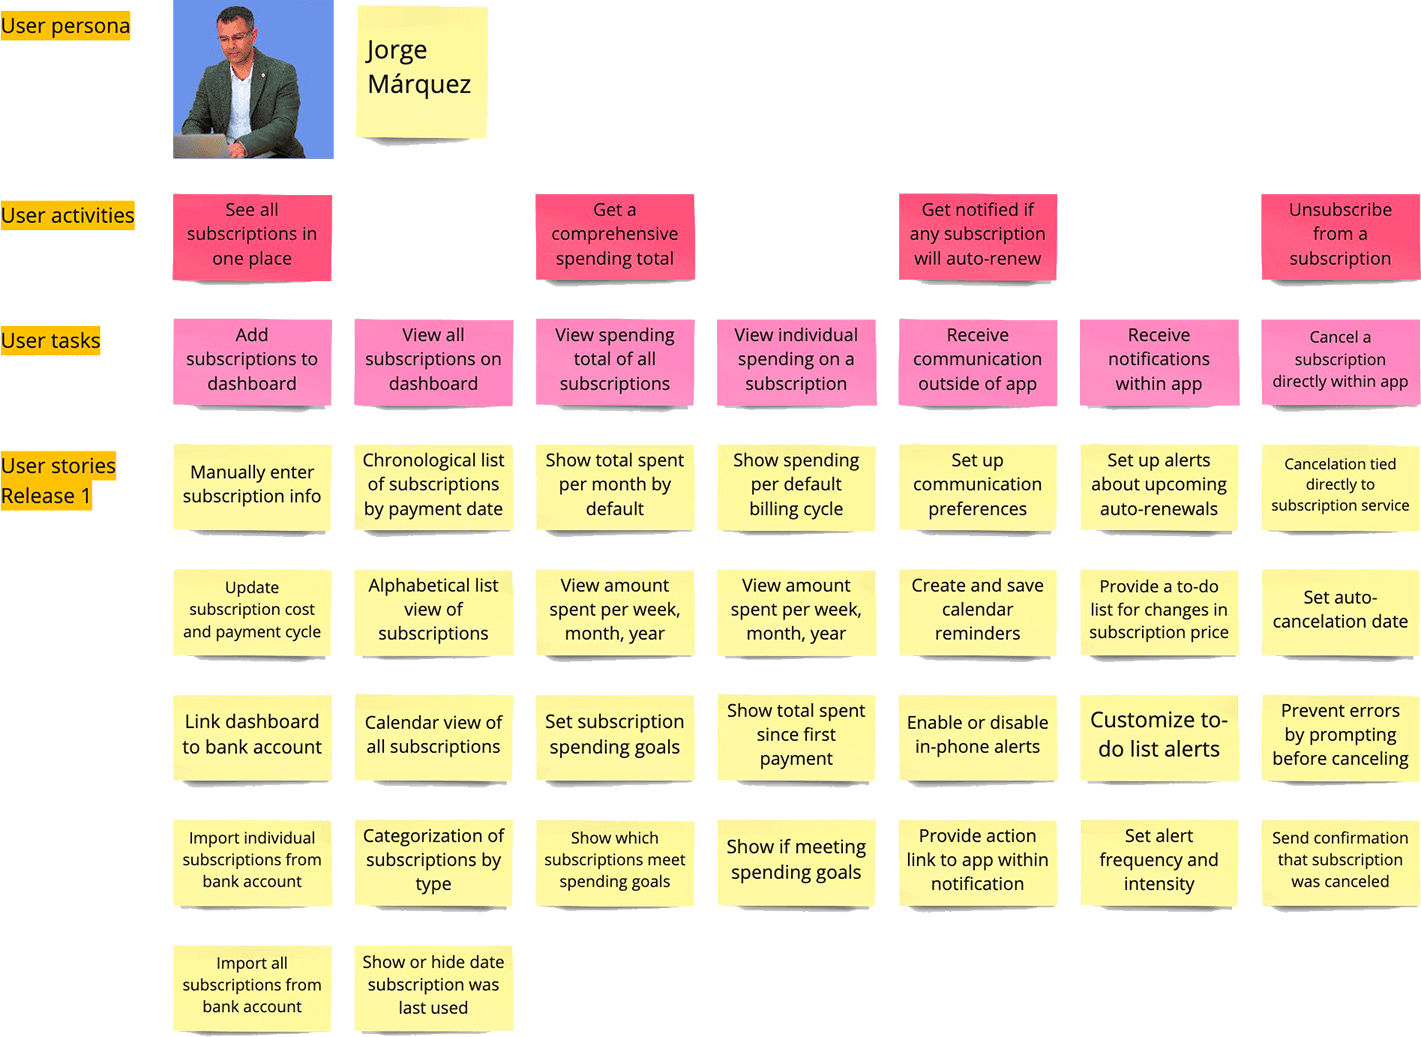 User persona
Jorge
Márquez
User activities
See all
subscriptions in
one place
Get a
comprehensive
spending total
Get notified if
any subscription
will auto-renew
Unsubscribe
from a
subscription
User tasks
Add
subscriptions to
dashboard
View all
subscriptions on
dashboard
View spending
total of all
subscriptions
View individual
spending on a
subscription
Receive
communication
outside of app
Receive
notifications
within app
Cancel a
subscription
directly within app
User stories
Release 1
Manually enter
subscription info
Chronological list
of subscriptions
by payment date
Show total spent
per month by
default
Show spending
per default
billing cycle
Set up
communication
preferences
Set up alerts
about upcoming
auto-renewals
Cancelation tied
directly to
subscription service
Update
subscription cost
and payment cycle
Alphabetical list
view of
subscriptions
View amount
spent per week,
month, year
View amount
spent per week,
month, year
Create and save
calendar
reminders
Provide a to-do
list for changes in
subscription price
Set auto-
cancelation date
Link dashboard
to bank account
Calendar view of
all subscriptions
Set subscription
spending goals
Show total spent
since first
payment
Enable or disable
in-phone alerts
Customize to-
do list alerts
Prevent errors
by prompting
before canceling
Import individual
subscriptions from
bank account
Categorization of
subscriptions by
type
Show which
subscriptions meet
spending goals
Show if meeting
spending goals
Provide action
link to app within
notification
Set alert
frequency and
intensity
Send confirmation
that subscription
was canceled
Import all
subscriptions from
bank account
Show or hide date
subscription was
last used